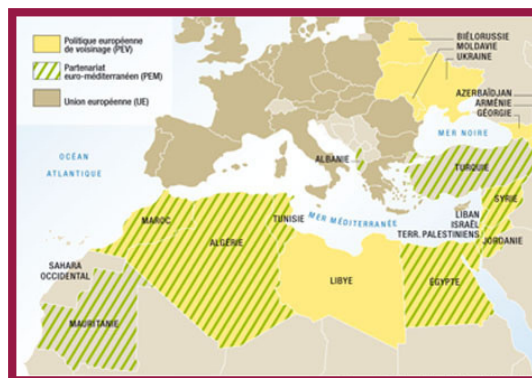 Politique européenne
de voisinage (PEV)
Partenariat
euro-méditerranéen (PEM)
Union européenne (UE)
BIÉLORUSSIE
MOLDAVIE
UKRAINE
AZERBAÏDJAN
ARMÉNIE
GÉORGIE
MER NOIRE
OCÉAN
ATLANTIQUE
ALBANIE
TURQUIE
MER MÉDITERRANÉE
SYRIE
MAROC
TUNISIE
LIBAN
ISRAËL
TERR. PALESTINIENS
JORDANIE
ALGÉRIE
SAHARA
OCCIDENTAL
LIBYE
ÉGYPTE
MAURITANIE